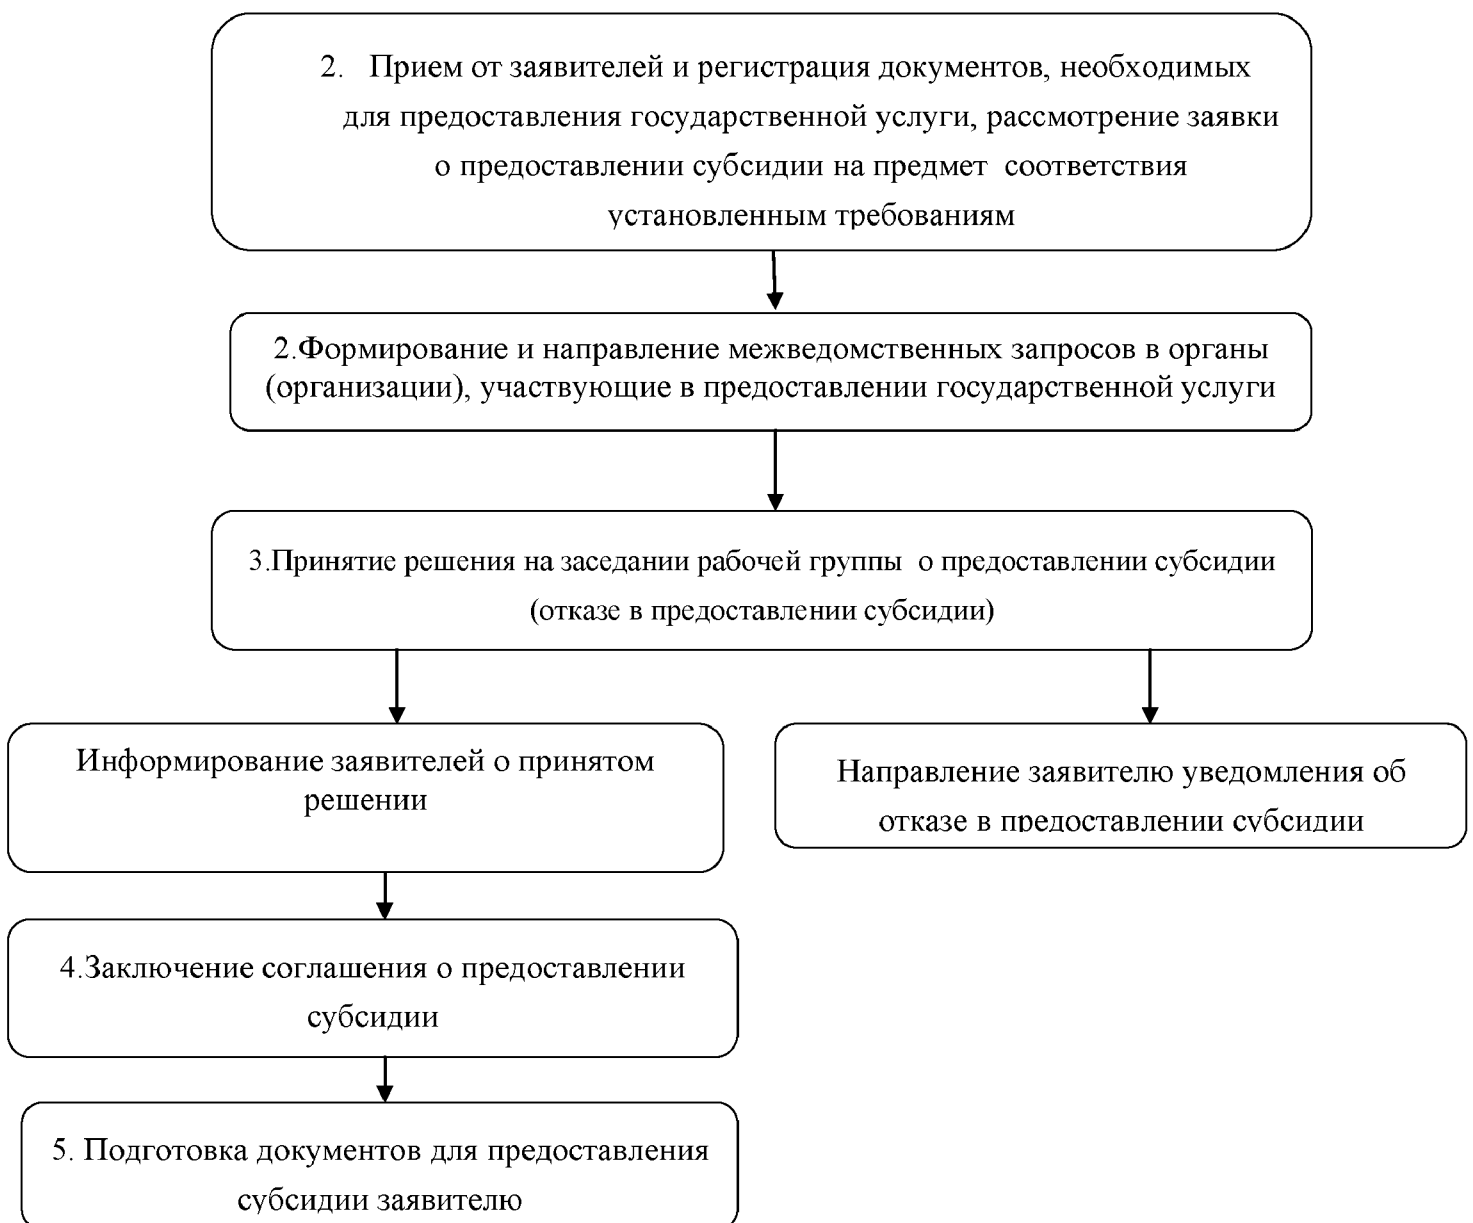 2. Прием от заявителей и регистрация документов, необходимых
для предоставления государственной услуги, рассмотрение заявки
о предоставлении субсидии на предмет соответствия
установленным требованиям
2.Формирование и направление межведомственных запросов в органы
(организации), участвующие в предоставлении государственной услуги
3.Принятие решения на заседании рабочей группы о предоставлении субсидии
(отказе в предоставлении субсидии)
Информирование заявителей о принятом
решении
Направление заявителю уведомления об
отказе в предоставлении субсидии
4.Заключение соглашения о предоставлении
субсидии
5. Подготовка документов для предоставления
субсидии заявителю